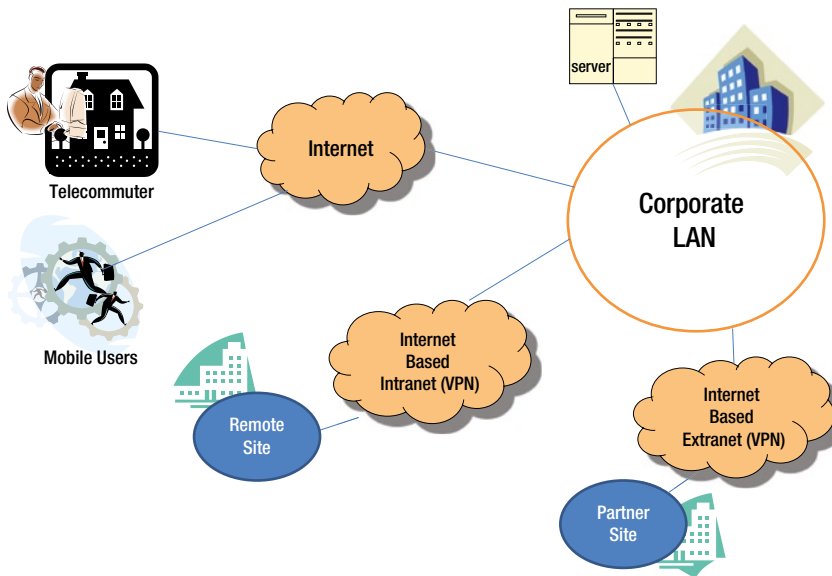 server
Internet
Telecommuter
Corporate
LAN
Mobile Users
Internet
Based
Intranet (VPN)
Remote
Site
Internet
Based
Extranet (VPN)
Partner
Site